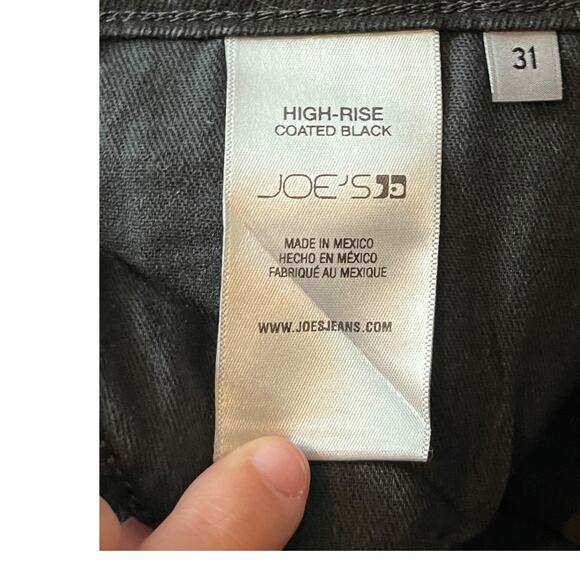 31
HIGH-RISE
COATED BLACK
JOE'S
MADE IN MEXICO
HECHO EN MÉXICO
FABRIQUÉ AU MEXIQUE
WWW.JOESJEANS.COM